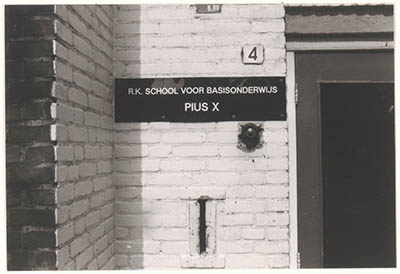 4
R.K. SCHOOL VOOR BASISONDERWIJS
PIUS X